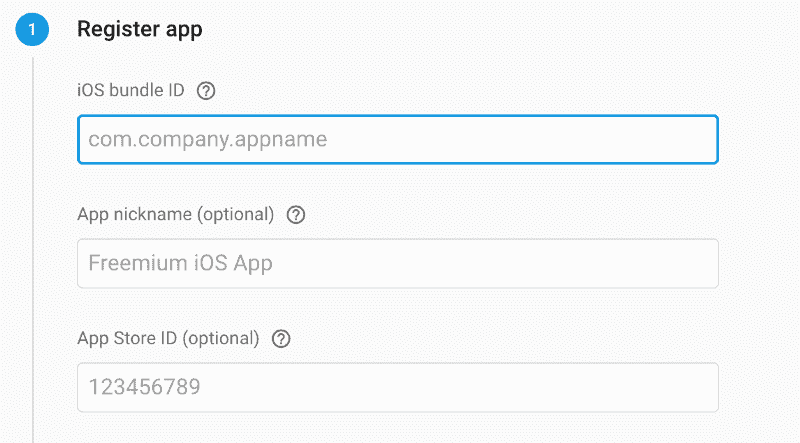 1 Register app
iOS bundle ID ?
com.company.appname
App nickname (optional) ?
Freemium iOS App
App Store ID (optional) ?
123456789